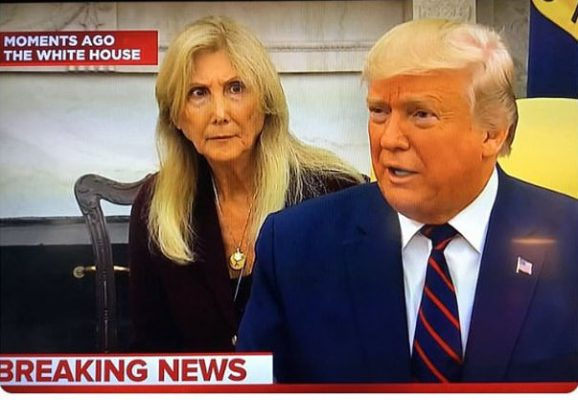 MOMENTS AGO
THE WHITE HOUSE
BREAKING NEWS